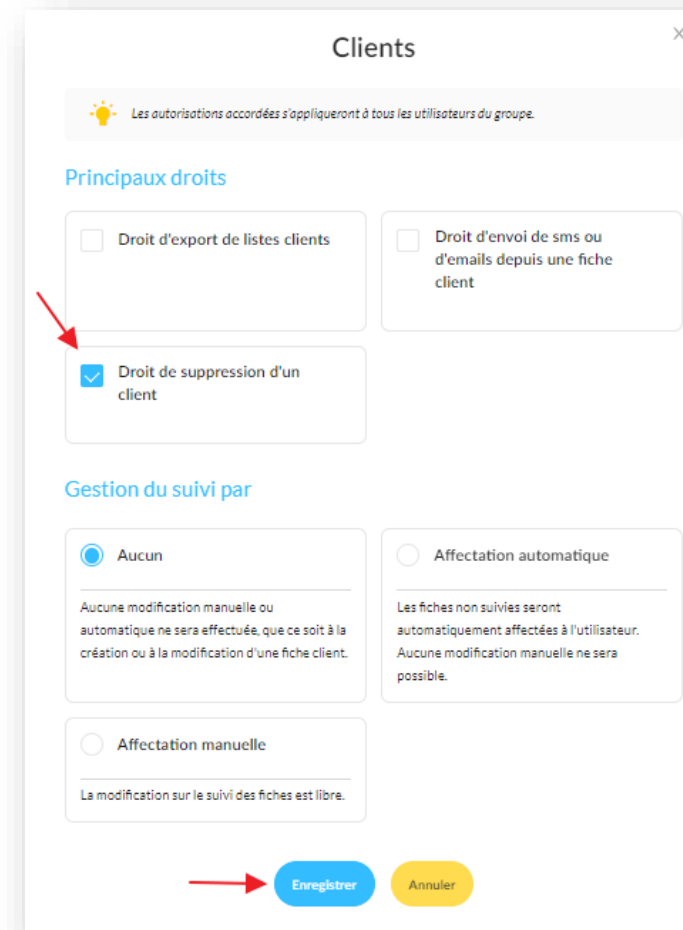 Clients
Les autorisations accordées s'appliqueront à tous les utilisateurs du groupe.
Principaux droits
Droit d'export de listes clients
Droit d'envoi de sms ou
d'emails depuis une fiche
client
Droit de suppression d'un
client
Gestion du suivi par
Aucun
Aucune modification manuelle ou
automatique ne sera effectuée, que ce soit à la
création ou à la modification d'une fiche client.
Affectation automatique
Les fiches non suivies seront
automatiquement affectées à l'utilisateur.
Aucune modification manuelle ne sera
possible.
Affectation manuelle
La modification sur le suivi des fiches est libre.
Enregistrer
Annuler